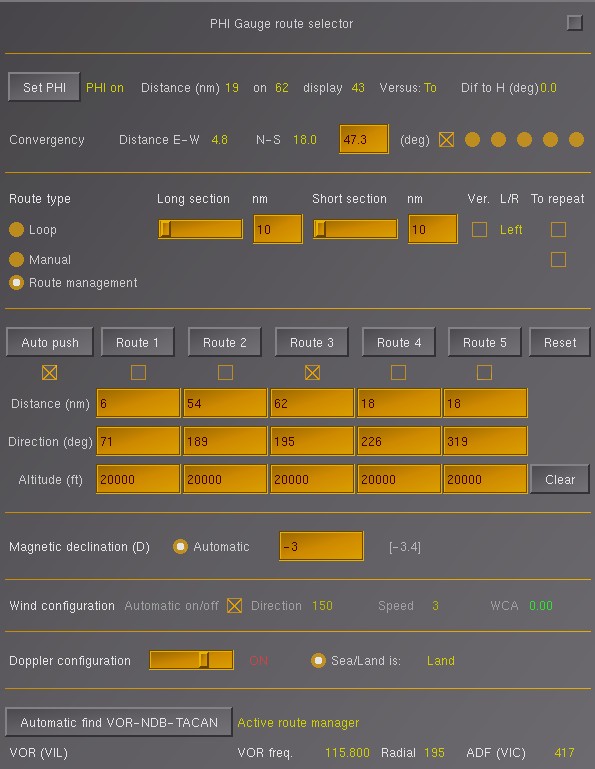 PHI Gauge route selector
Set PHI PHI on Distance (nm) 19 on 62 display 43 Versus: To Dif to H (deg) 0.0
Convergency Distance E-W 4.8 N-S 18.0 47.3 (deg)
Route type Long section nm Short section nm Ver. L/R To repeat
Loop 10 10 Left
Manual
Route management
Auto push Route 1 Route 2 Route 3 Route 4 Route 5 Reset
Distance (nm) 6 54 62 18 18
Direction (deg) 71 189 195 226 319
Altitude (ft) 20000 20000 20000 20000 20000 Clear
Magnetic declination (D) Automatic -3 [-3.4]
Wind configuration Automatic on/off Direction 150 Speed 3 WCA 0.00
Doppler configuration ON Sea/Land is: Land
Automatic find VOR-NDB-TACAN Active route manager
VOR (VIL) VOR freq. 115.800 Radial 195 ADF (VIC) 417